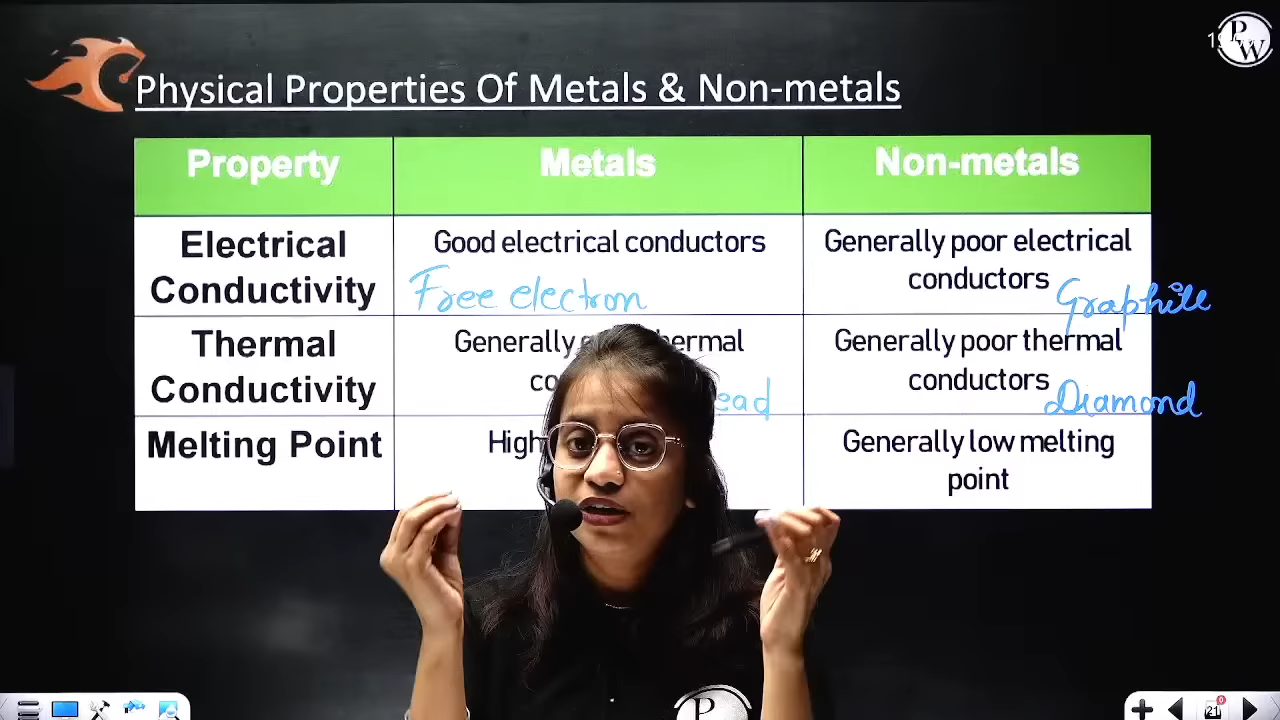 P
W
Physical Properties Of Metals & Non-metals
Property
Metals
Non-metals
Electrical
Conductivity
Good electrical conductors
Free electron
Generally poor electrical
conductors
Graphite
Thermal
Conductivity
Generally
Generally poor thermal
conductors
Diamond
Melting Point
High
Generally low melting
point
P
21